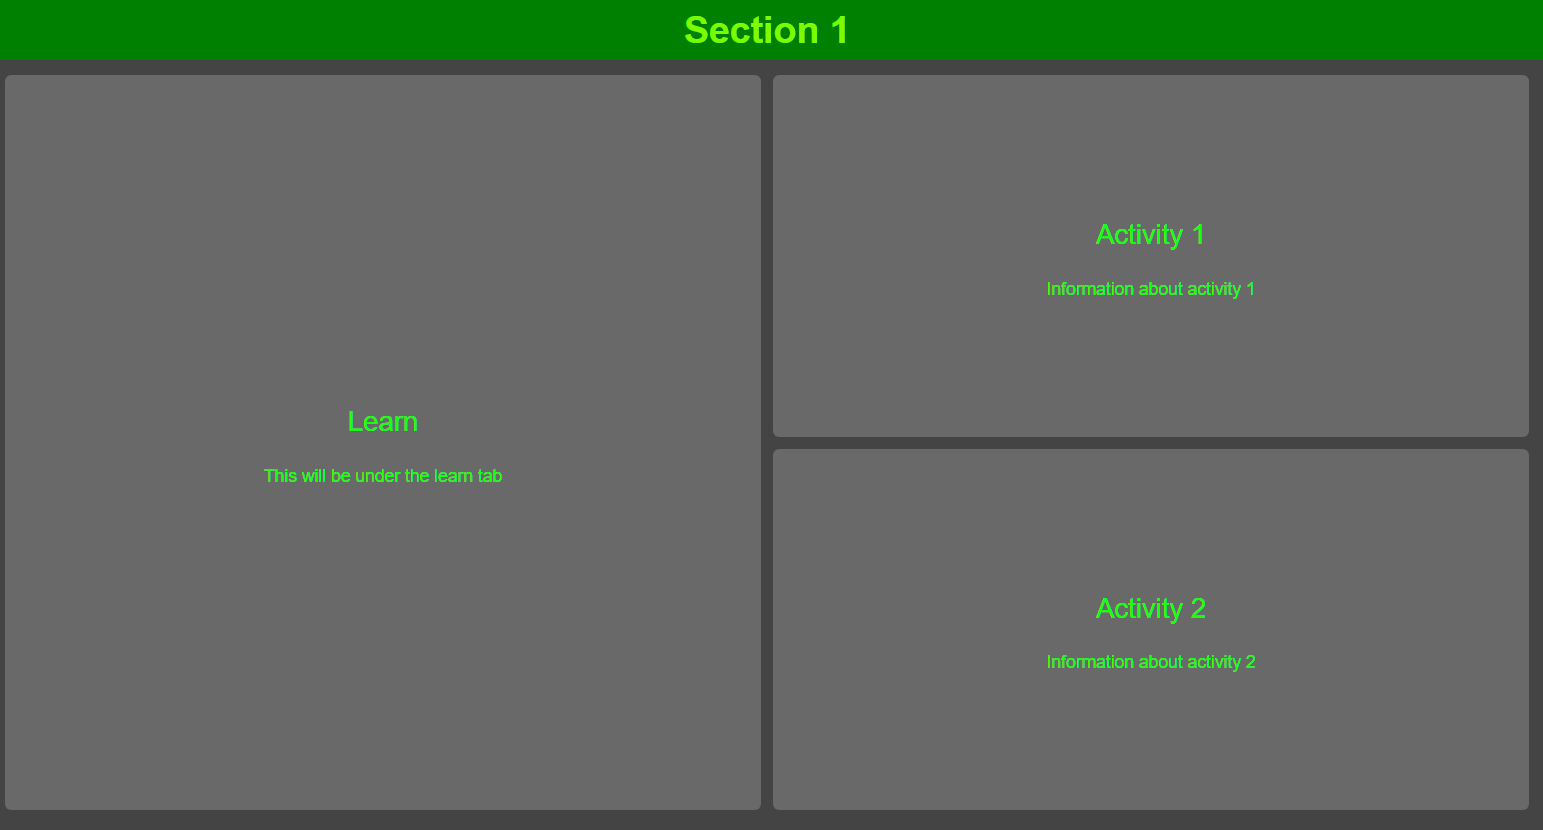 Section 1
Learn
This will be under the learn tab
Activity 1
Information about activity 1
Activity 2
Information about activity 2